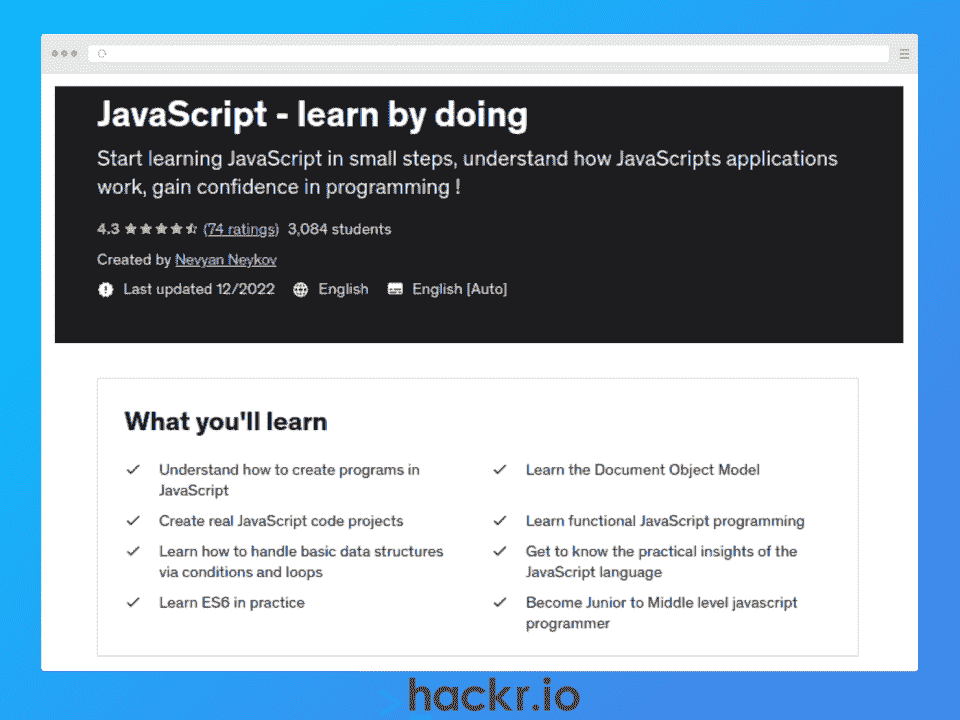 JavaScript - learn by doing
Start learning JavaScript in small steps, understand how JavaScripts applications
work, gain confidence in programming !
4.3 (74 ratings) 3,084 students
Created by Nevyan Neykov
Last updated 12/2022 English English [Auto]
What you'll learn
Understand how to create programs in
JavaScript
Create real JavaScript code projects
Learn how to handle basic data structures
via conditions and loops
Learn ES6 in practice
Learn the Document Object Model
Learn functional JavaScript programming
Get to know the practical insights of the
JavaScript language
Become Junior to Middle level javascript
programmer
hackr.io